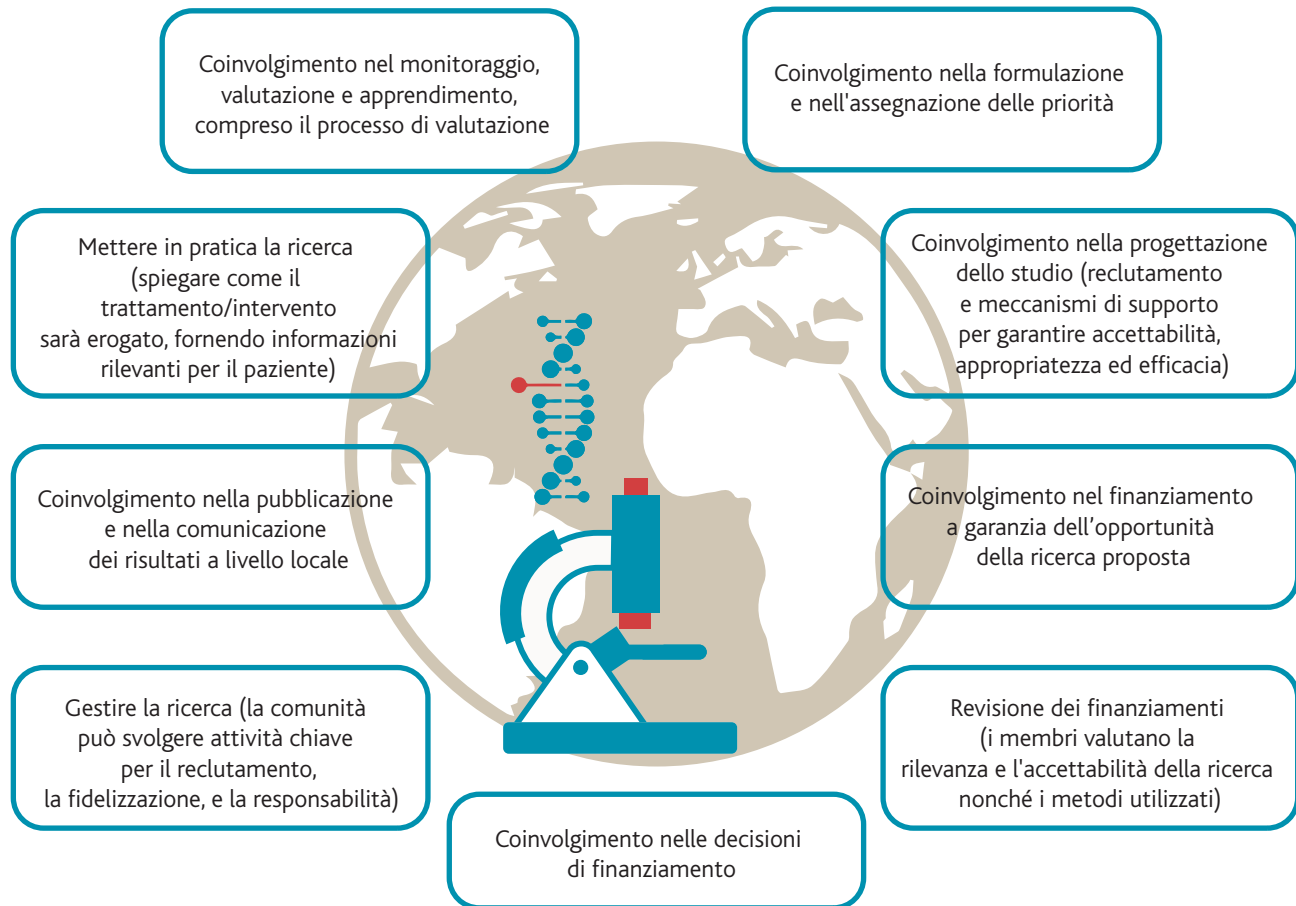 Coinvolgimento nel monitoraggio,
valutazione e apprendimento,
compreso il processo di valutazione
Coinvolgimento nella formulazione
e nell'assegnazione delle priorità
Mettere in pratica la ricerca
(spiegare come il
trattamento/intervento
sarà erogato, fornendo informazioni
rilevanti per il paziente)
Coinvolgimento nella progettazione
dello studio (reclutamento
e meccanismi di supporto
per garantire accettabilità,
appropriatezza ed efficacia)
Coinvolgimento nella pubblicazione
e nella comunicazione
dei risultati a livello locale
Coinvolgimento nel finanziamento
a garanzia dell’opportunità
della ricerca proposta
Gestire la ricerca (la comunità
può svolgere attività chiave
per il reclutamento,
la fidelizzazione, e la responsabilità)
Revisione dei finanziamenti
(i membri valutano la
rilevanza e l'accettabilità della ricerca
nonché i metodi utilizzati)
Coinvolgimento nelle decisioni
di finanziamento